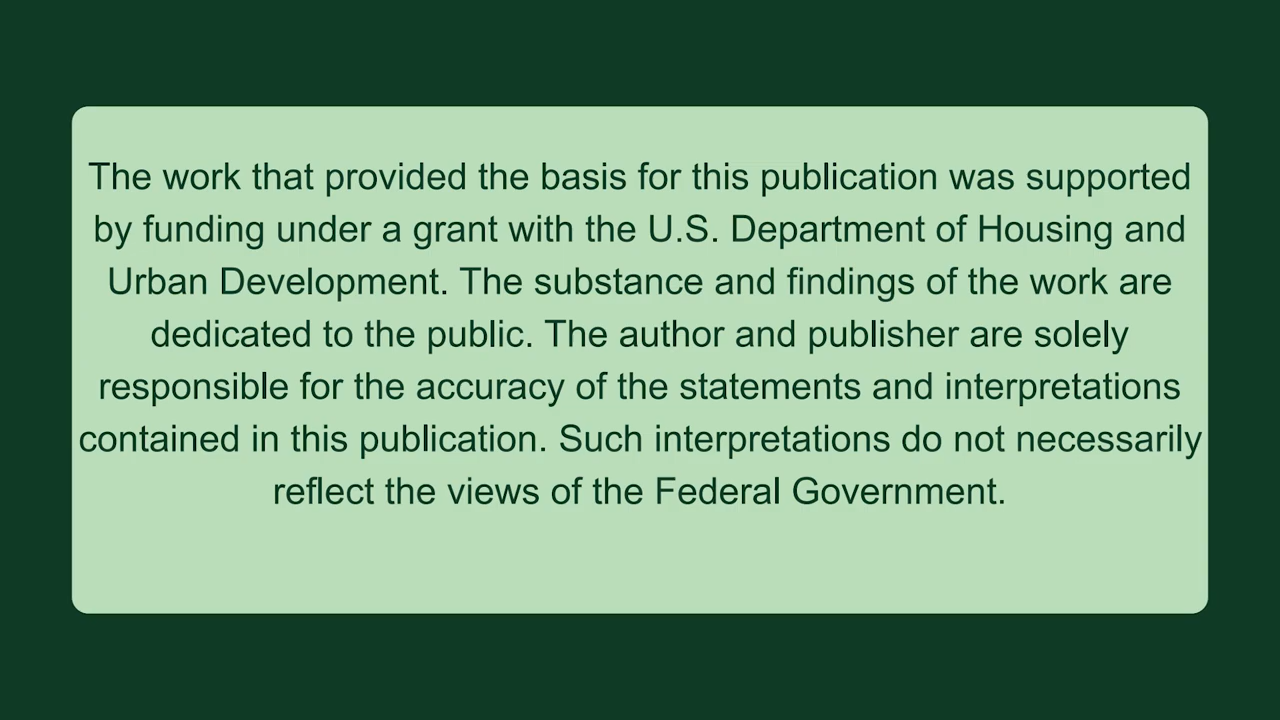 The work that provided the basis for this publication was supported
by funding under a grant with the U.S. Department of Housing and
Urban Development. The substance and findings of the work are
dedicated to the public. The author and publisher are solely
responsible for the accuracy of the statements and interpretations
contained in this publication. Such interpretations do not necessarily
reflect the views of the Federal Government.